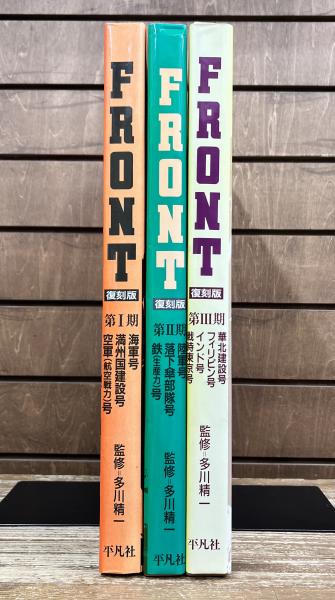 FRONT
復刻版
第Ⅰ期
海軍号
満州国建設号
空軍（航空戦力）号
監修＝多川精一
平凡社
FRONT
復刻版
第Ⅱ期
陸軍号
落下傘部隊号
鉄（生産力）号
監修＝多川精一
平凡社
FRONT
復刻版
第Ⅲ期
華北建設号
フィリピン号
インド号
戦時東京号
監修＝多川精一
平凡社